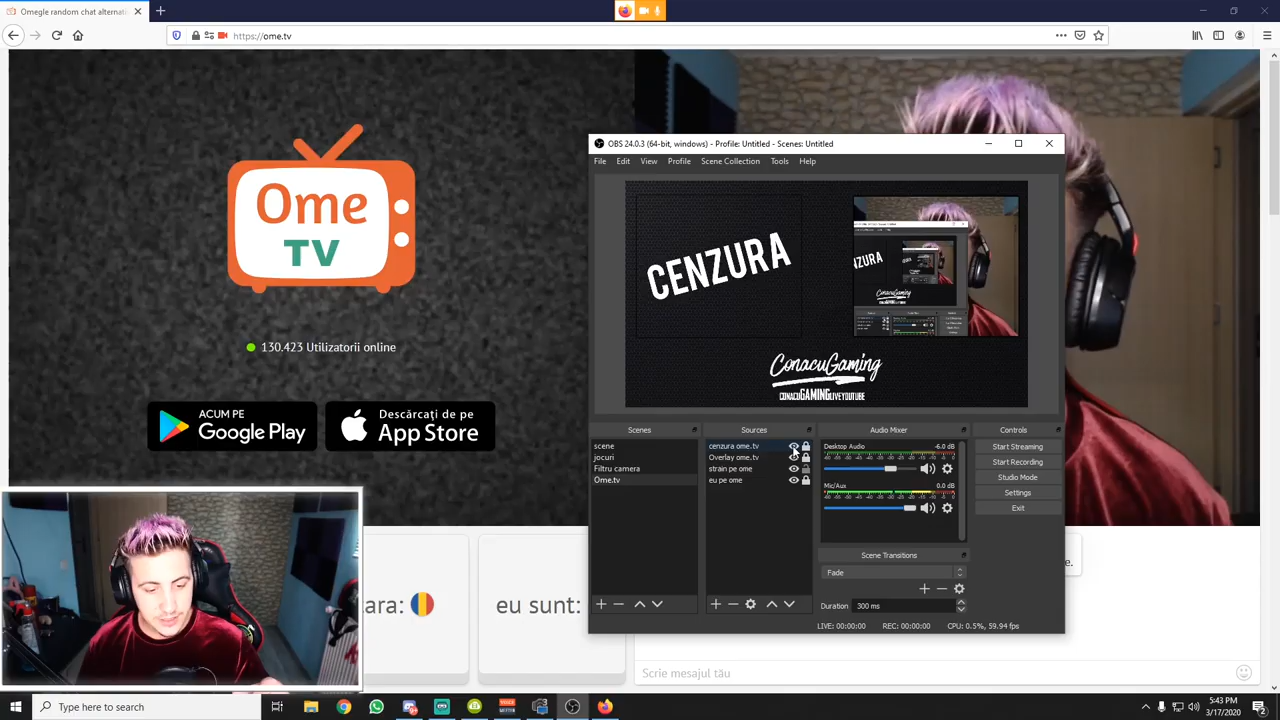 Omegle random chat alternati
https://ome.tv
Ome
TV
130.423 Utilizatorii online
ACUM PE
Google Play
Descărcați de pe
App Store
ara:
eu sunt:
e.
Scrie mesajul tău
OBS 24.0.3 (64-bit, windows) - Profile: Untitled - Scenes: Untitled
File Edit View Profile Scene Collection Tools Help
CENZURA
ConacuGaming
CONACUGAMINGLIVEYOUTUBE
NZURA
ConacuGaming
Scenes
scene
jocuri
Filtru camera
Ome.tv
Sources
cenzura ome.tv
Overlay ome.tv
strain pe ome
eu pe ome
Audio Mixer
Desktop Audio -6.0 dB
Mic/Aux 0.0 dB
Scene Transitions
Fade
Duration 300 ms
Controls
Start Streaming
Start Recording
Studio Mode
Settings
Exit
LIVE: 00:00:00 REC: 00:00:00 CPU: 0.5%, 59.94 fps
Type here to search
5:43 PM
3/17/2020
2